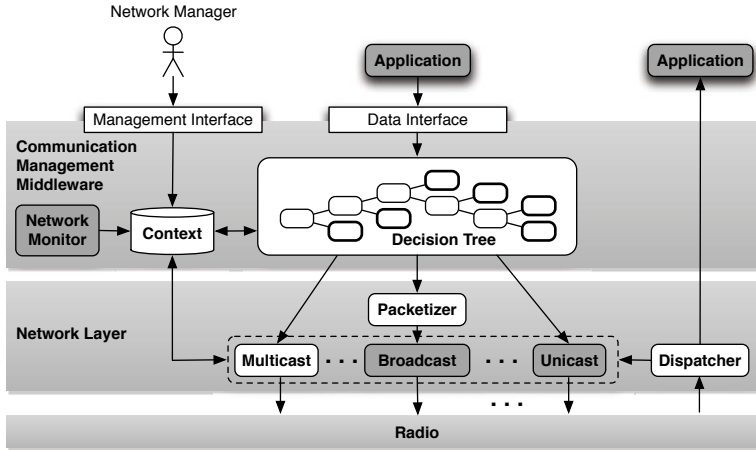 Network Manager
Application
Application
Management Interface
Data Interface
Communication
Management
Middleware
Network
Monitor
Context
Decision Tree
Packetizer
Network Layer
Multicast
. . .
Broadcast
. . .
Unicast
Dispatcher
. . .
Radio